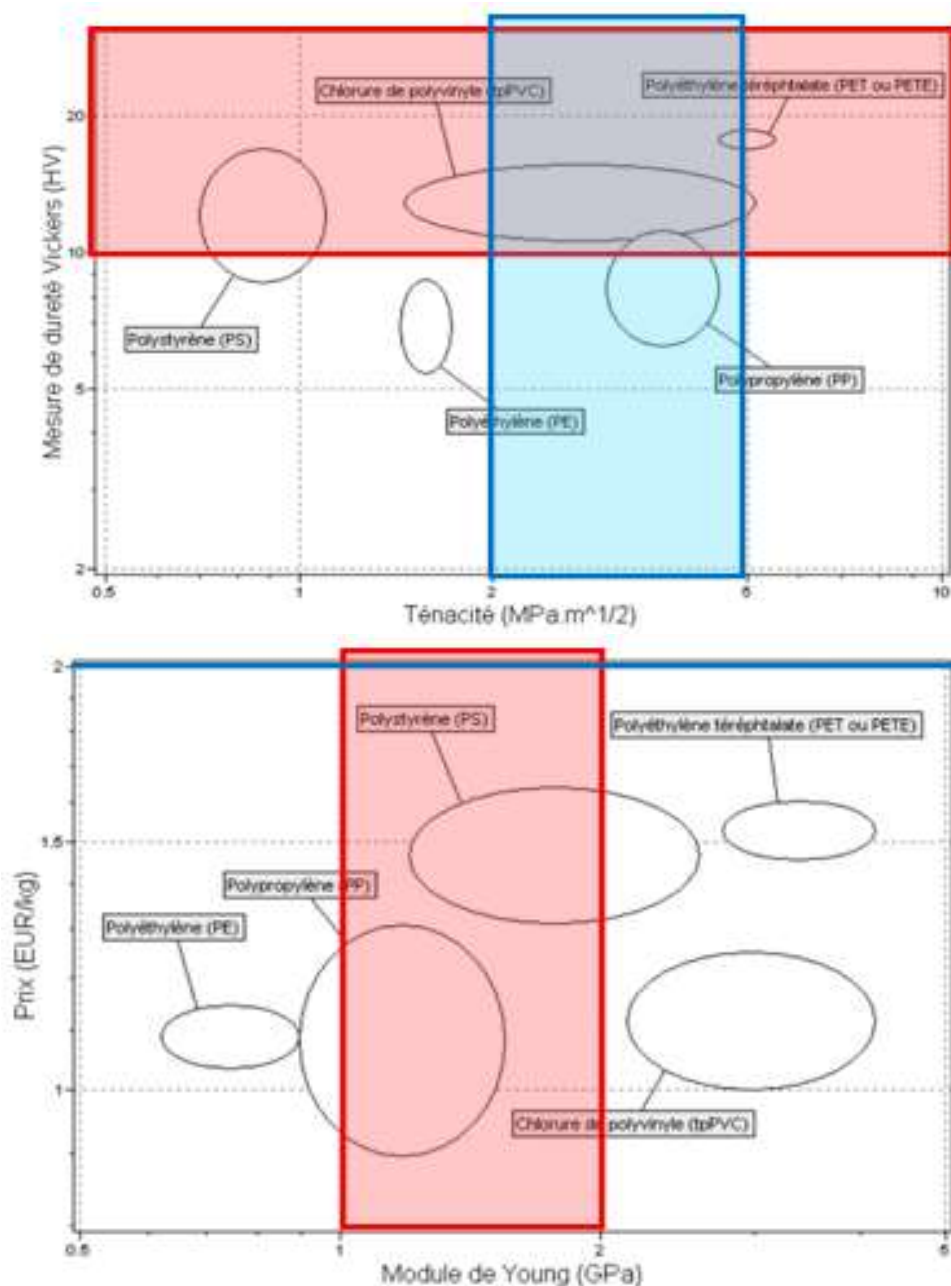 Chlorure de polyvinyle (tpPVC)
Polyéthylène téréphtalate (PET ou PETE)
20
10
5
2
Mesure de dureté Vickers (HV)
Polystyrène (PS)
Polypropylène (PP)
Polyéthylène (PE)
0.5
1
2
6
10
Ténacité (MPa.m^1/2)
2
1.5
1
Prix (EUR/kg)
Polystyrène (PS)
Polyéthylène téréphtalate (PET ou PETE)
Polypropylène (PP)
Polyéthylène (PE)
Chlorure de polyvinyle (tpPVC)
0.5
1
2
Module de Young (GPa)